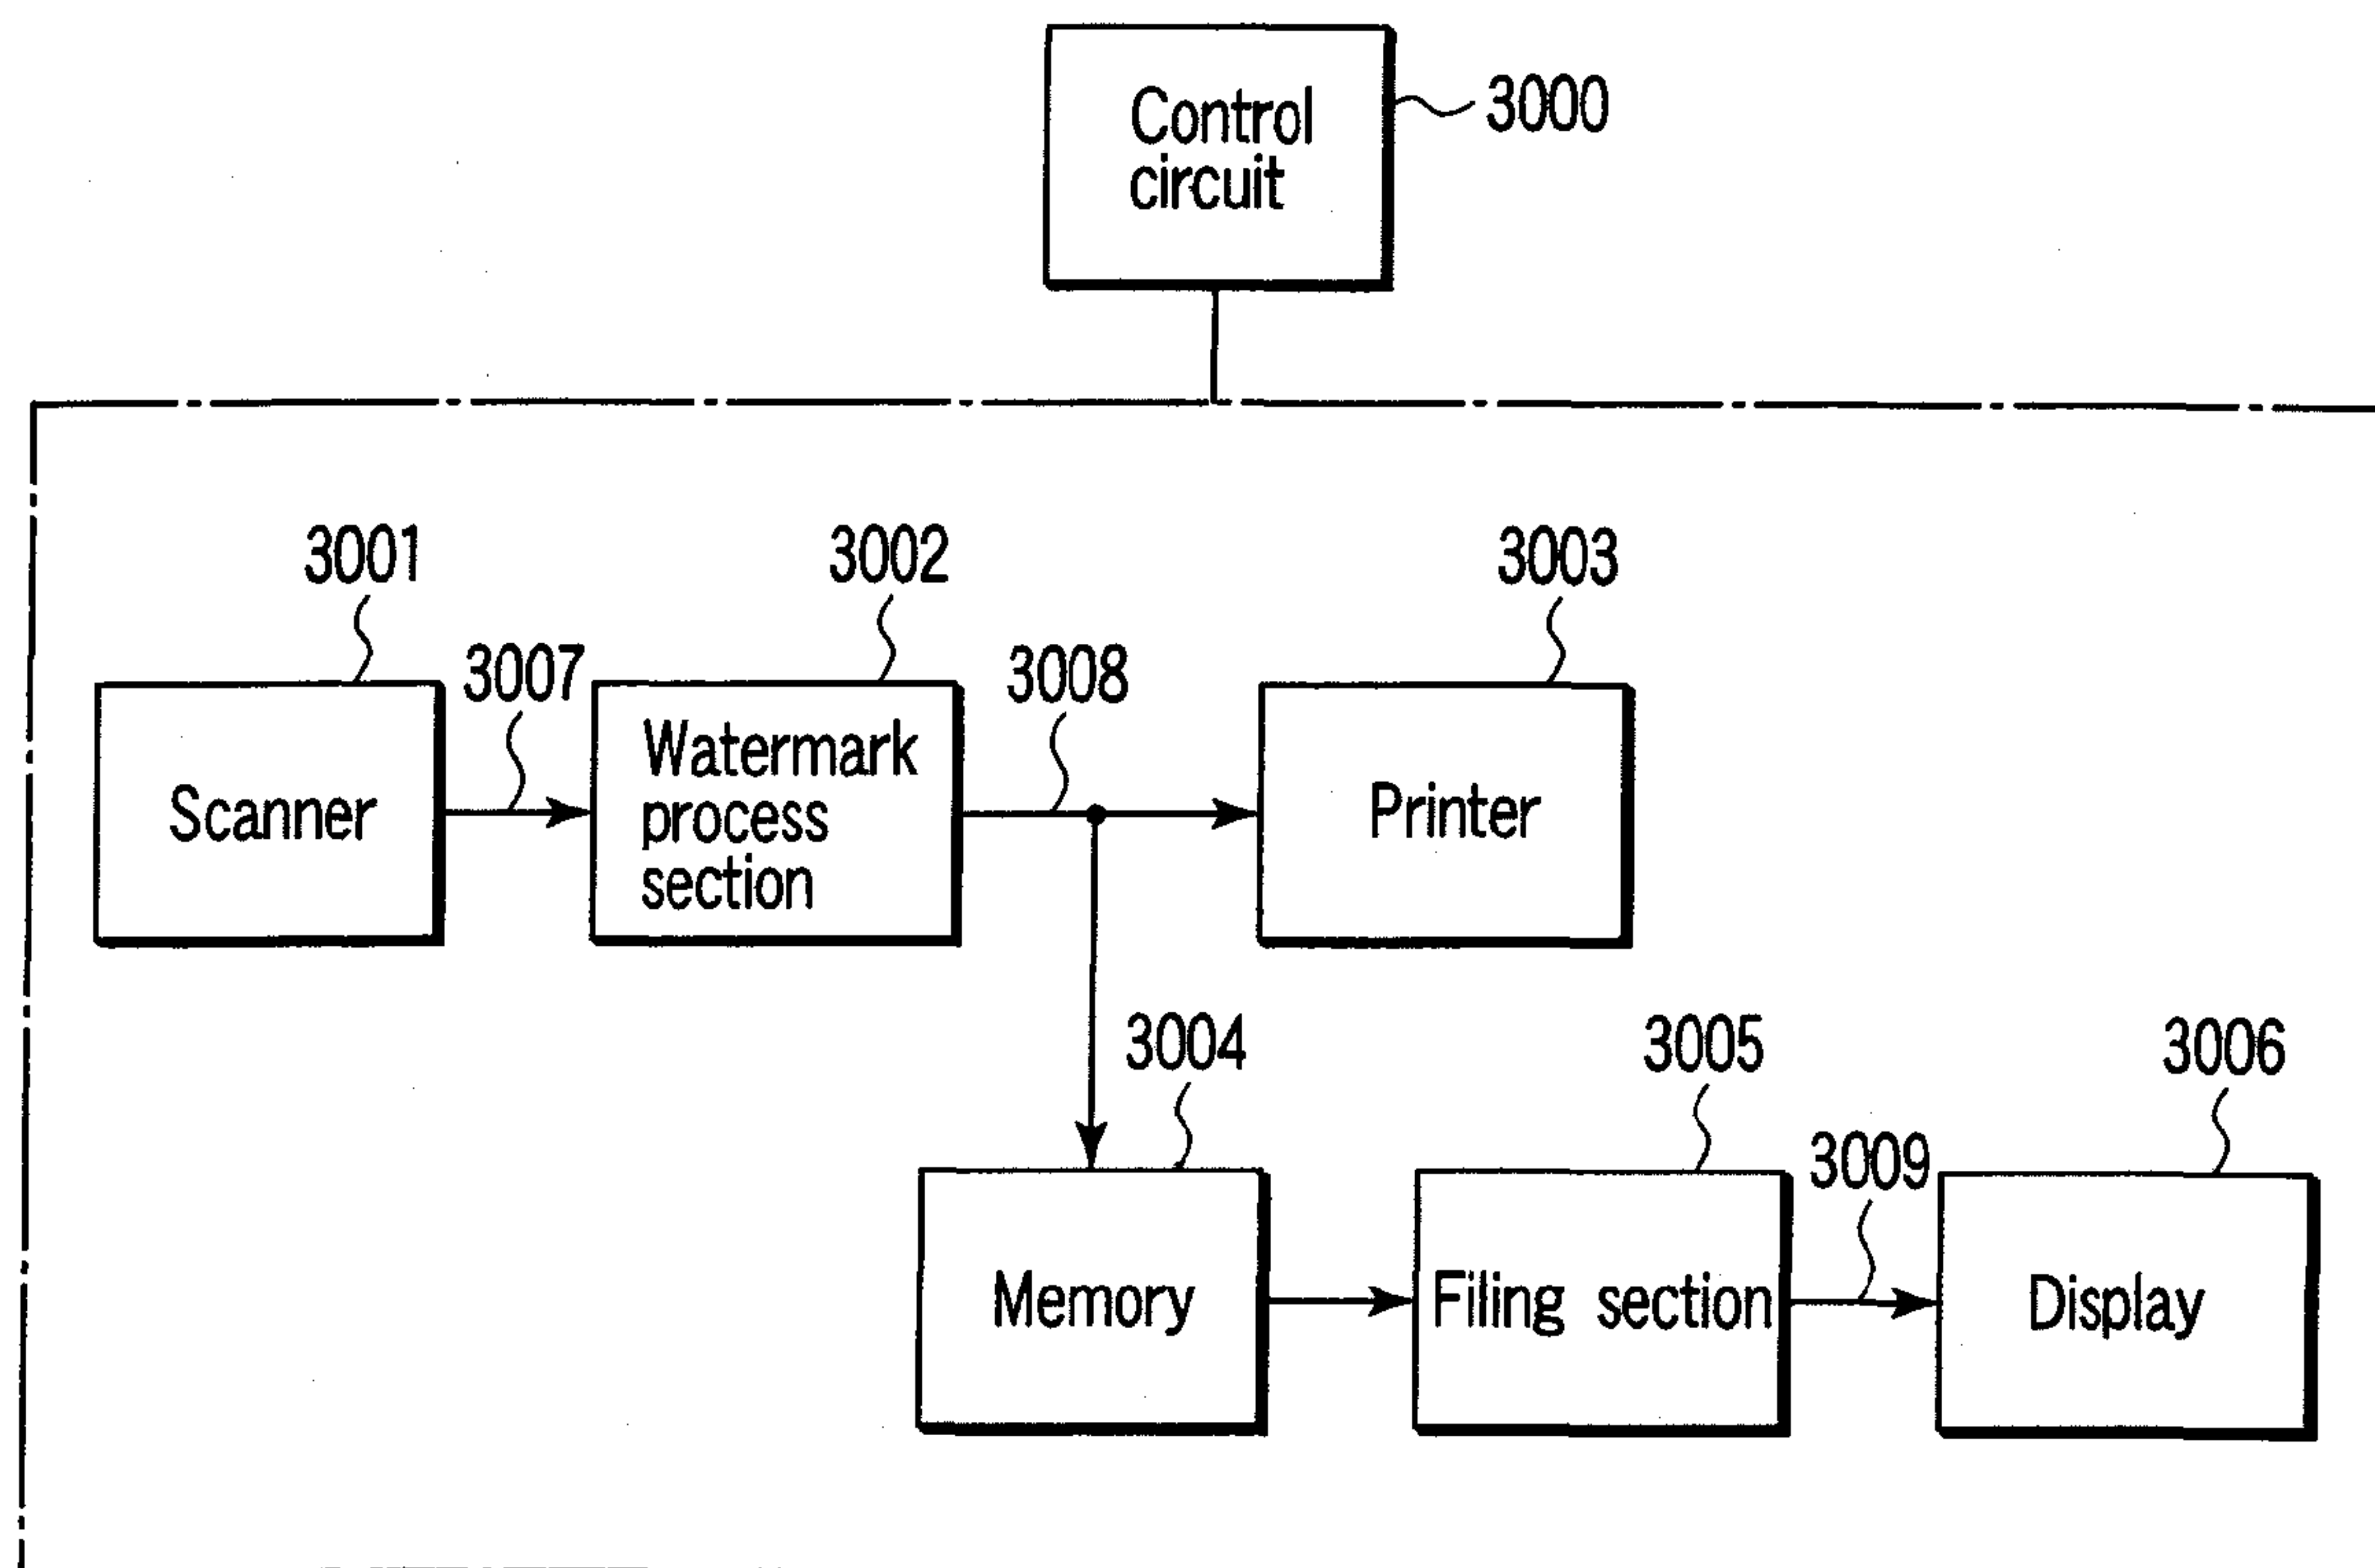 Control
circuit
3000
3001
3002
3003
3007
3008
Scanner
Watermark
process
section
Printer
3004
3005
3006
3009
Memory
Filing section
Display